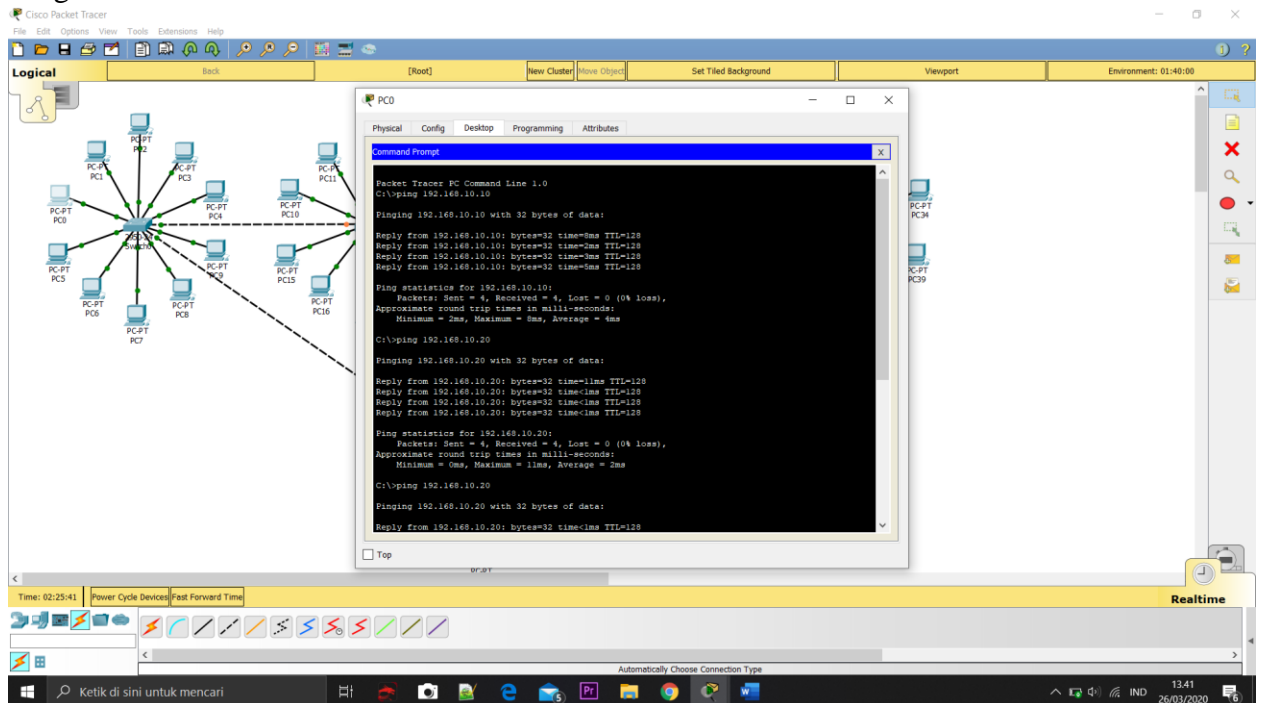 Cisco Packet Tracer
File Edit Options View Tools Extensions Help
Logical
Back
[Root]
New Cluster
Move Object
Set Tiled Background
Viewport
Environment: 01:40:00
PC-PT
PC2
PC-PT
PC1
PC-PT
PC3
PC-PT
PC11
PC-PT
PC0
PC-PT
PC4
PC-PT
PC10
PC-PT
PC34
PC-PT
PC5
PC-PT
PC9
PC-PT
PC15
PC-PT
PC39
PC-PT
PC6
PC-PT
PC8
PC-PT
PC16
PC-PT
PC7
PC0
Physical Config Desktop Programming Attributes
Command Prompt
X
Packet Tracer PC Command Line 1.0
C:\>ping 192.168.10.10
Pinging 192.168.10.10 with 32 bytes of data:
Reply from 192.168.10.10: bytes=32 time=8ms TTL=128
Reply from 192.168.10.10: bytes=32 time=2ms TTL=128
Reply from 192.168.10.10: bytes=32 time=3ms TTL=128
Reply from 192.168.10.10: bytes=32 time=5ms TTL=128
Ping statistics for 192.168.10.10:
Packets: Sent = 4, Received = 4, Lost = 0 (0% loss),
Approximate round trip times in milli-seconds:
Minimum = 2ms, Maximum = 8ms, Average = 4ms
C:\>ping 192.168.10.20
Pinging 192.168.10.20 with 32 bytes of data:
Reply from 192.168.10.20: bytes=32 time=11ms TTL=128
Reply from 192.168.10.20: bytes=32 time<1ms TTL=128
Reply from 192.168.10.20: bytes=32 time<1ms TTL=128
Reply from 192.168.10.20: bytes=32 time<1ms TTL=128
Ping statistics for 192.168.10.20:
Packets: Sent = 4, Received = 4, Lost = 0 (0% loss),
Approximate round trip times in milli-seconds:
Minimum = 0ms, Maximum = 11ms, Average = 2ms
C:\>ping 192.168.10.20
Pinging 192.168.10.20 with 32 bytes of data:
Reply from 192.168.10.20: bytes=32 time<1ms TTL=128
Top
Time: 02:25:41
Power Cycle Devices
Fast Forward Time
Realtime
Automatically Choose Connection Type
Ketik di sini untuk mencari
5
Pr
IND
13.41
26/03/2020
6